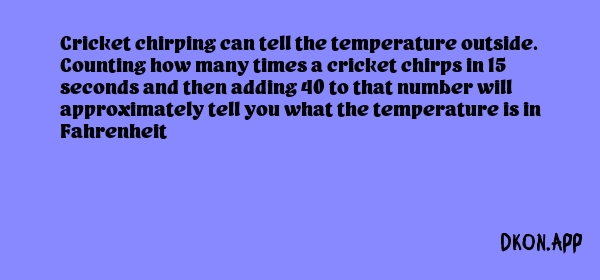 Cricket chirping can tell the temperature outside.
Counting how many times a cricket chirps in 15
seconds and then adding 40 to that number will
approximately tell you what the temperature is in
Fahrenheit
DKON.APP